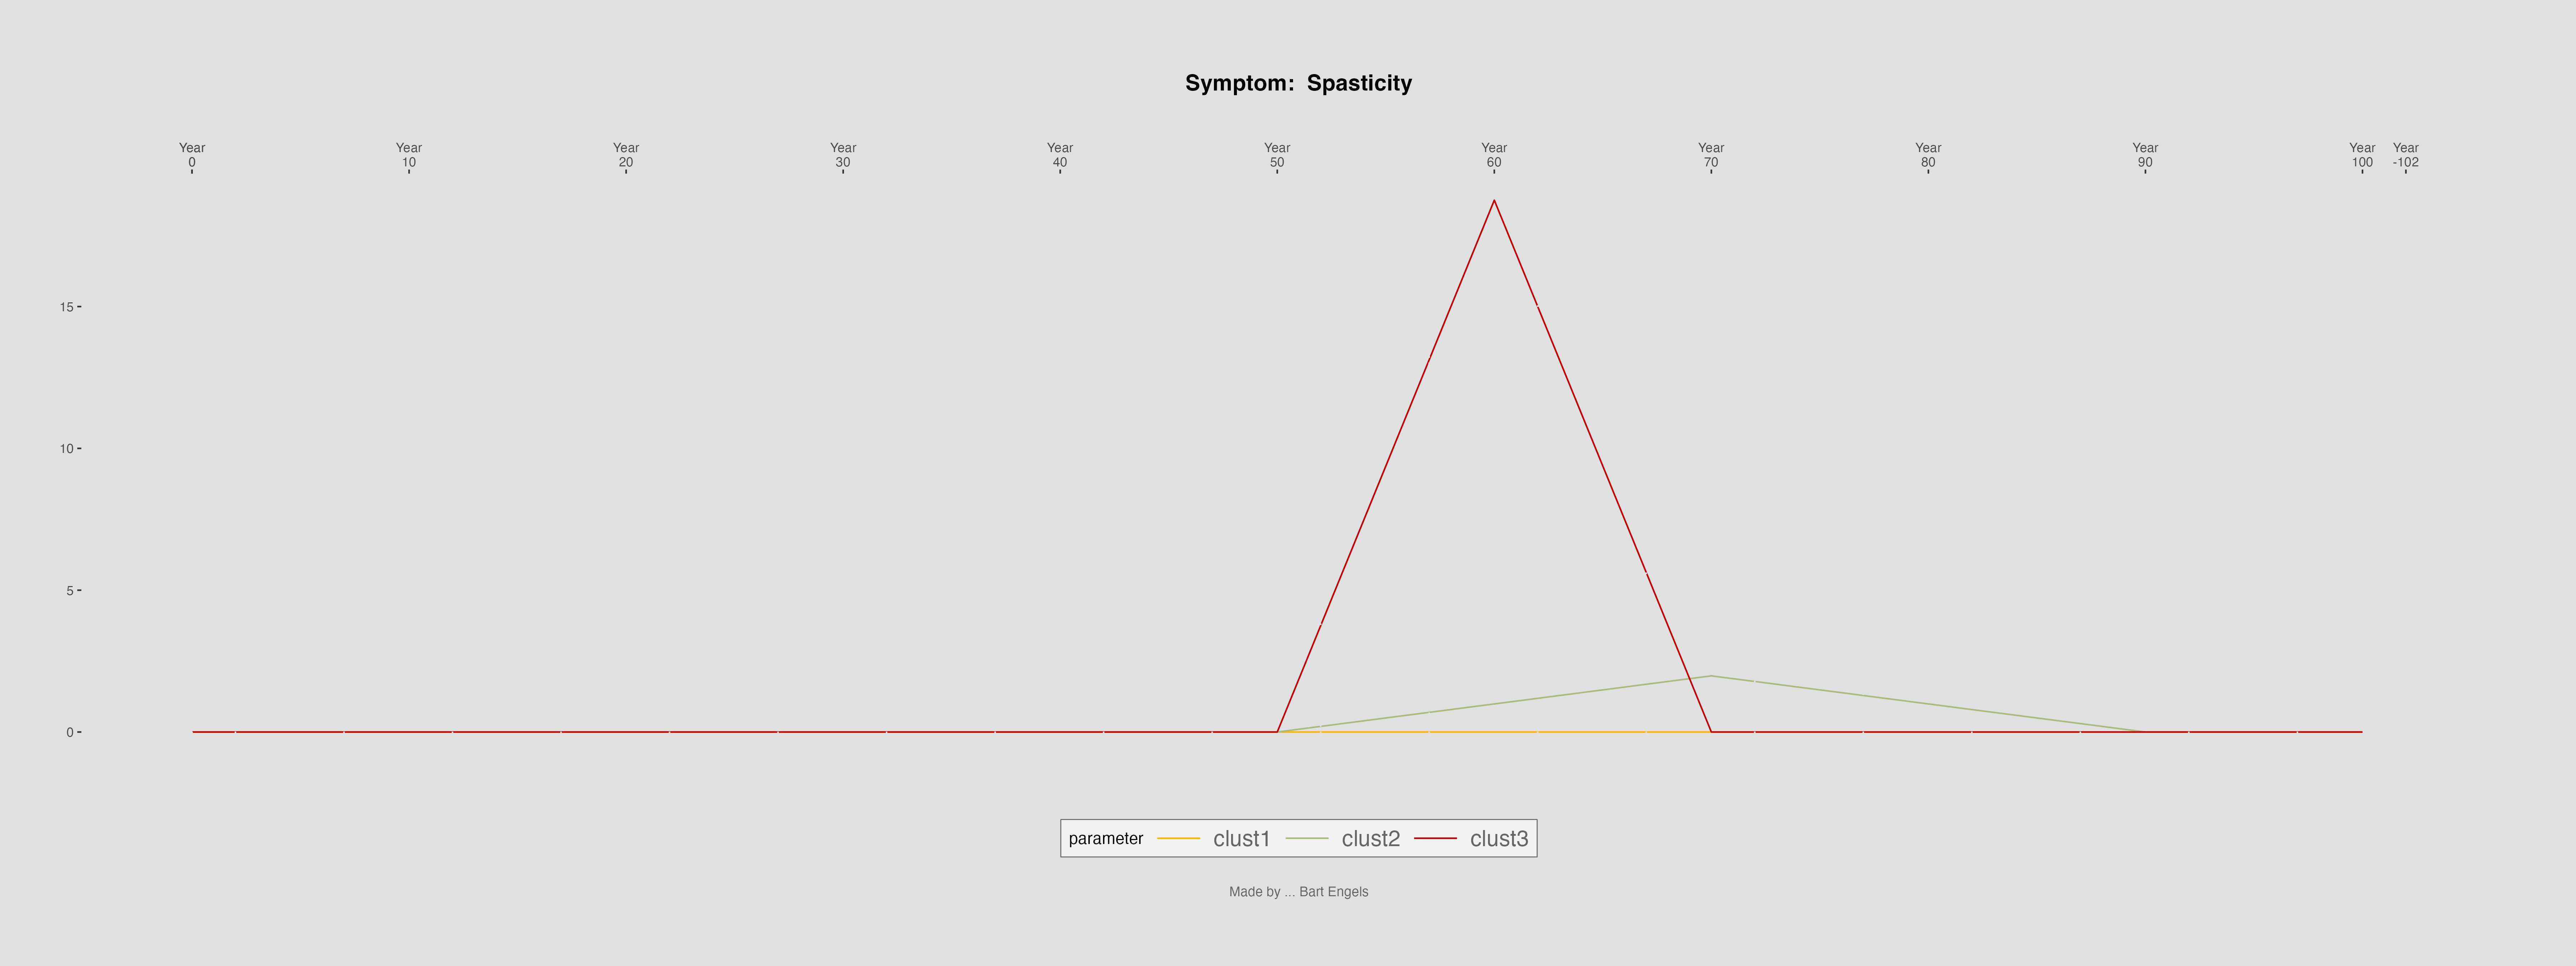 Symptom:  Spasticity
Year Year Year Year Year Year Year Year Year Year Year Year
0 10 20 30 40 50 60 70 80 90 100 -102
15
10
5
0
parameter clust1 clust2 clust3
Made by ... Bart Engels